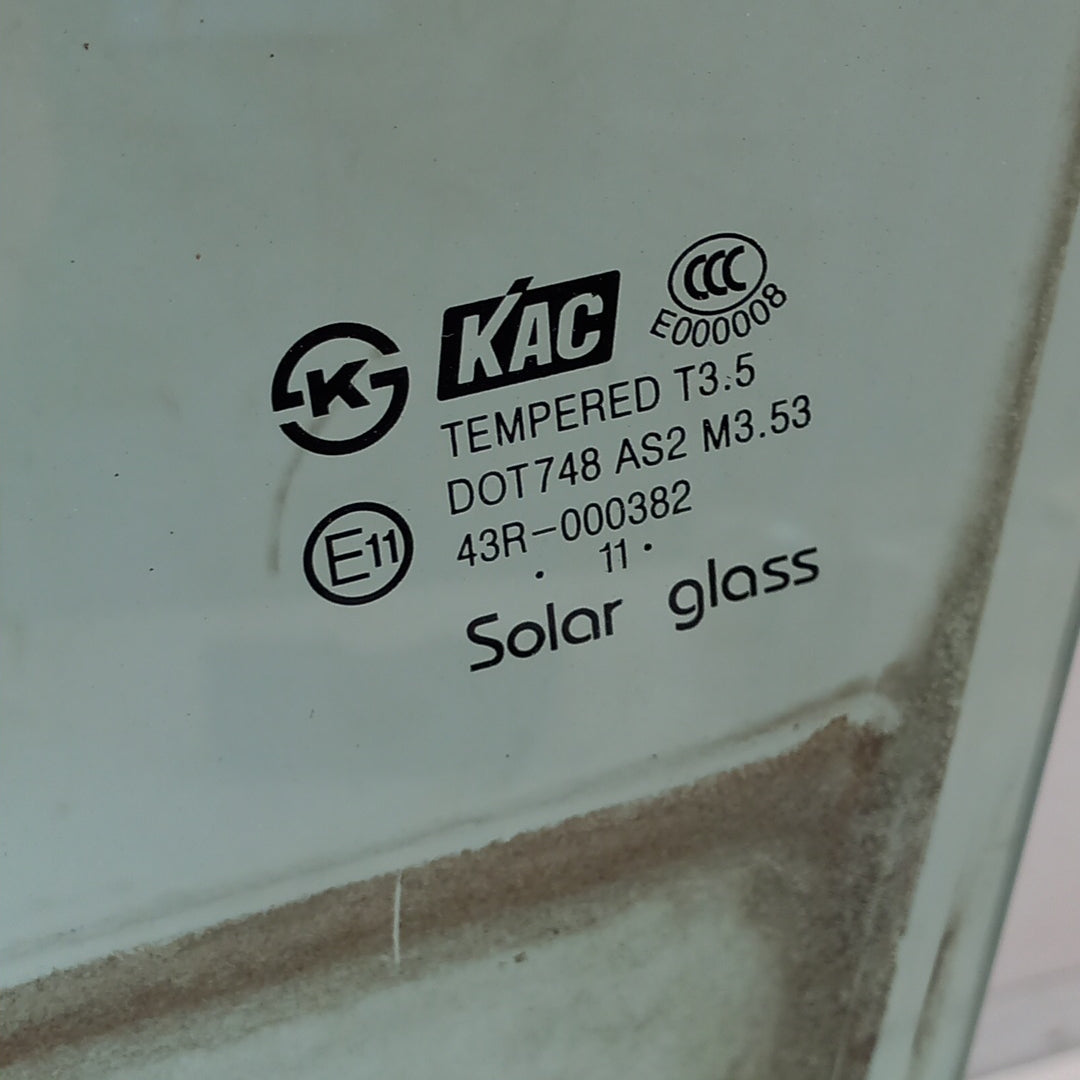 KAC
CCC
E000008
K
TEMPERED T3.5
DOT748 AS2 M3.53
E11
43R-000382
. 11 .
Solar glass